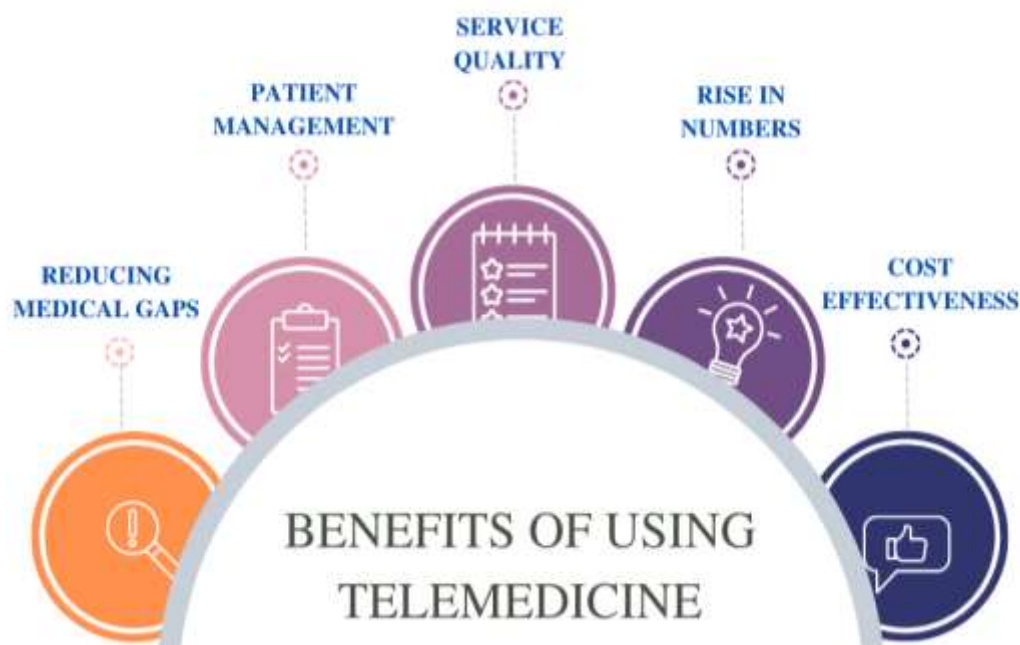 SERVICE
QUALITY
PATIENT
MANAGEMENT
RISE IN
NUMBERS
REDUCING
MEDICAL GAPS
COST
EFFECTIVENESS
BENEFITS OF USING
TELEMEDICINE